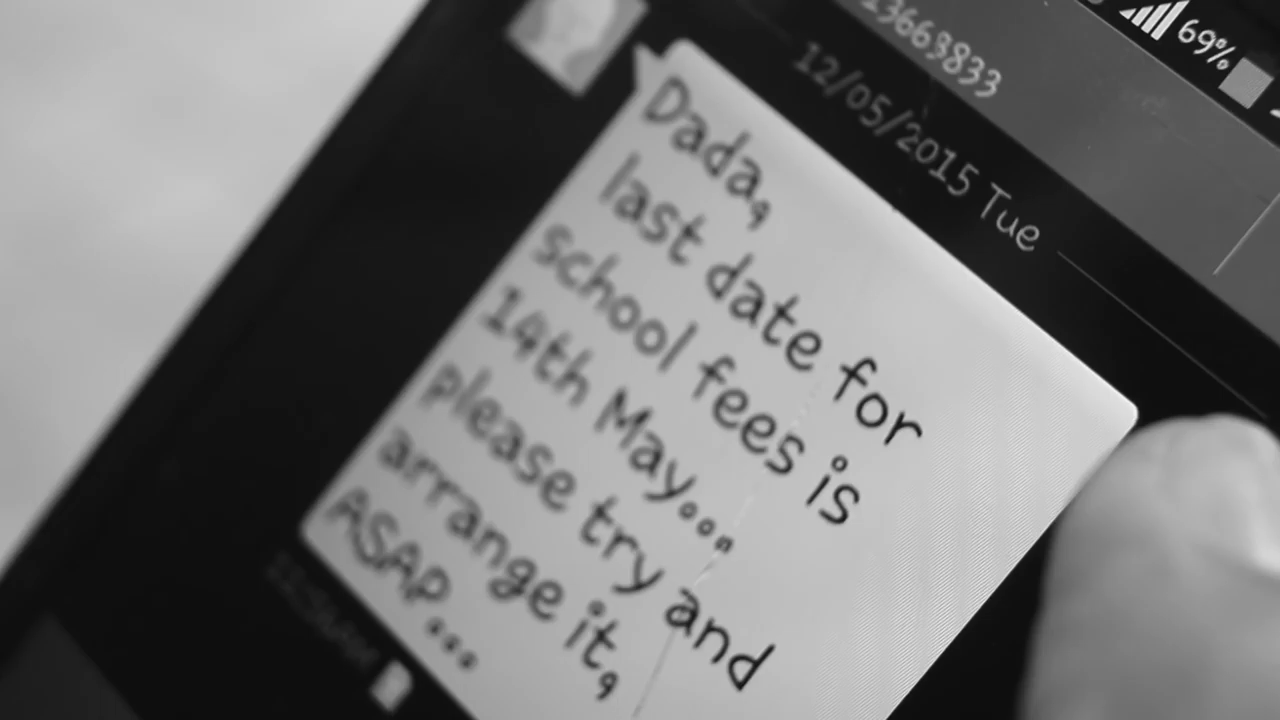 13663833
69%
12/05/2015 Tue
Dada,
last date for
school fees is
14th May...
please try and
arrange it,
ASAP...